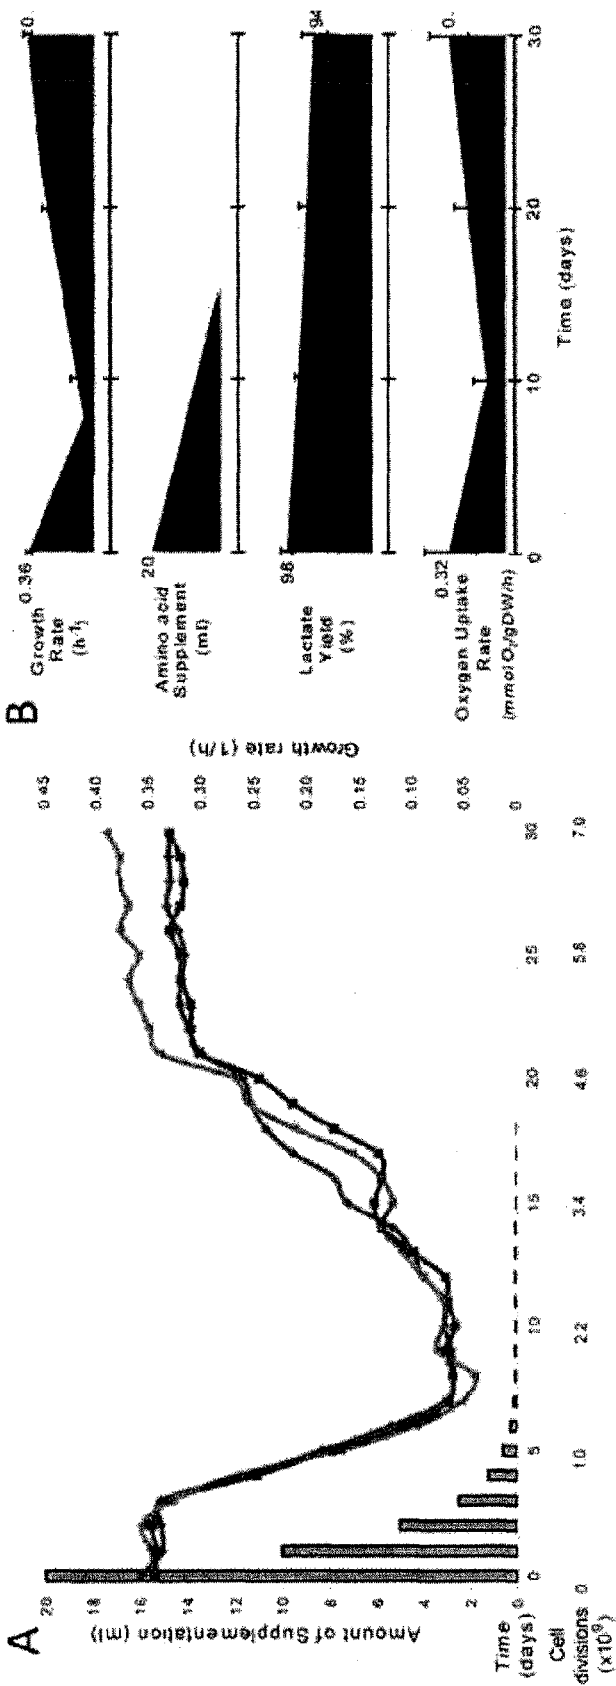 A
Amount of Supplementation (ml)
20
18
16
14
12
10
8
6
4
2
0
Growth rate (1/h)
0.45
0.40
0.35
0.30
0.25
0.20
0.15
0.10
0.05
0
Time (days)
0
5
10
15
20
25
30
Cell divisions (x10⁹)
0
1.0
2.2
3.4
4.6
5.8
7.0
B
Growth
Rate
(h⁻¹)
0.36
0.
Amino acid
Supplement
(ml)
20
Lactate
Yield
(%)
98
94
Oxygen Uptake
Rate
(mmolO₂/gDW/h)
0.32
0.
0
10
20
30
Time (days)